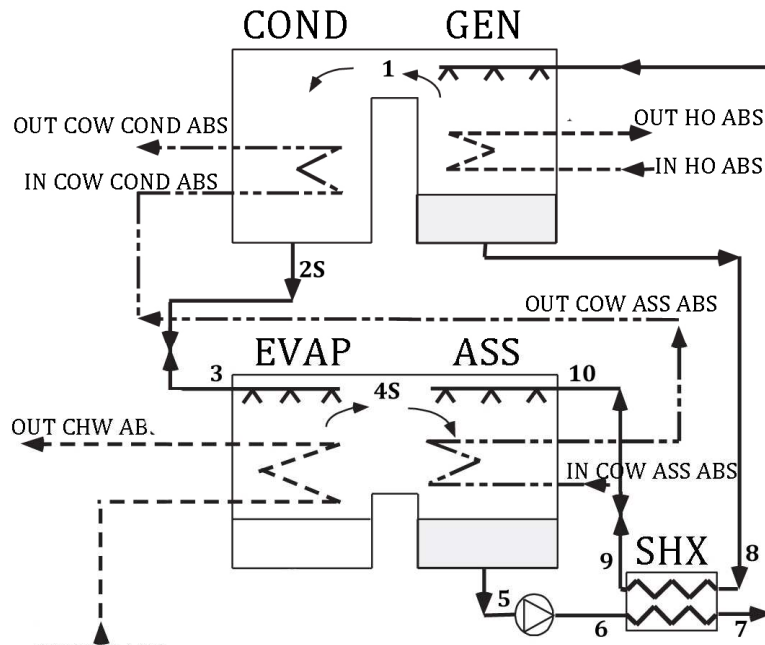 COND GEN
1
OUT COW COND ABS
OUT HO ABS
IN COW COND ABS
IN HO ABS
2S
OUT COW ASS ABS
EVAP ASS
3
4S
10
OUT CHW AB
IN COW ASS ABS
9
SHX
8
5
6
7